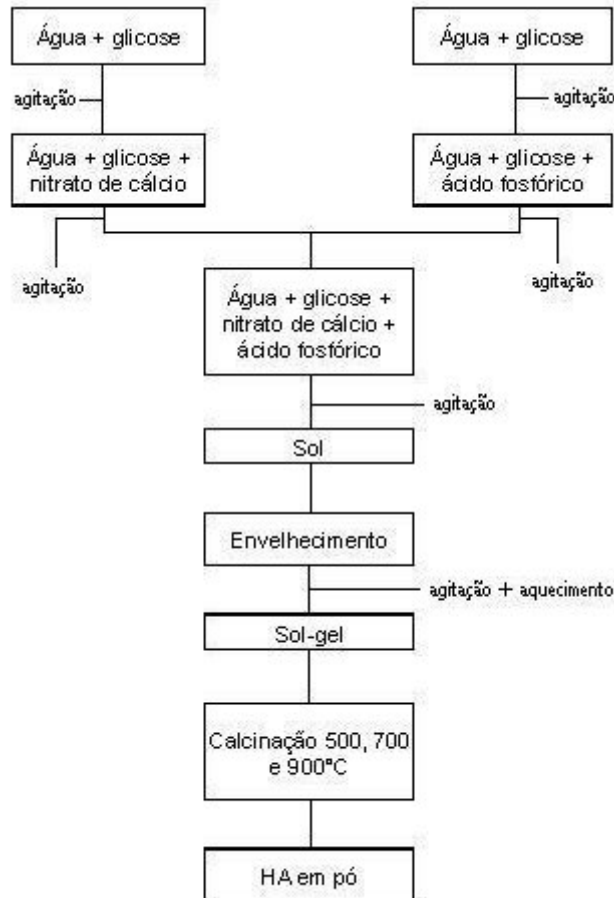 Água + glicose
Água + glicose
agitação
agitação
Água + glicose +
nitrato de cálcio
Água + glicose +
ácido fosfórico
agitação
agitação
Água + glicose +
nitrato de cálcio +
ácido fosfórico
agitação
Sol
Envelhecimento
agitação + aquecimento
Sol-gel
Calcinação 500, 700
e 900ºC
HA em pó